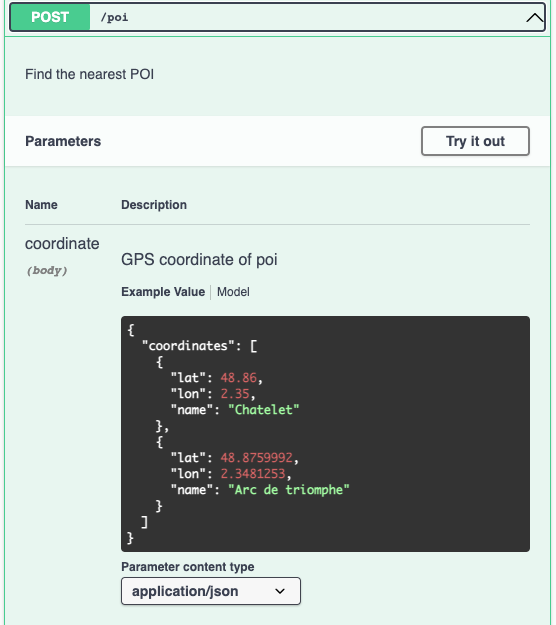 POST /poi
Find the nearest POI
Parameters Try it out
Name Description
coordinate
(body)
GPS coordinate of poi
Example Value Model
{
  "coordinates": [
    {
      "lat": 48.86,
      "lon": 2.35,
      "name": "Chatelet"
    },
    {
      "lat": 48.8759992,
      "lon": 2.3481253,
      "name": "Arc de triomphe"
    }
  ]
}
Parameter content type
application/json